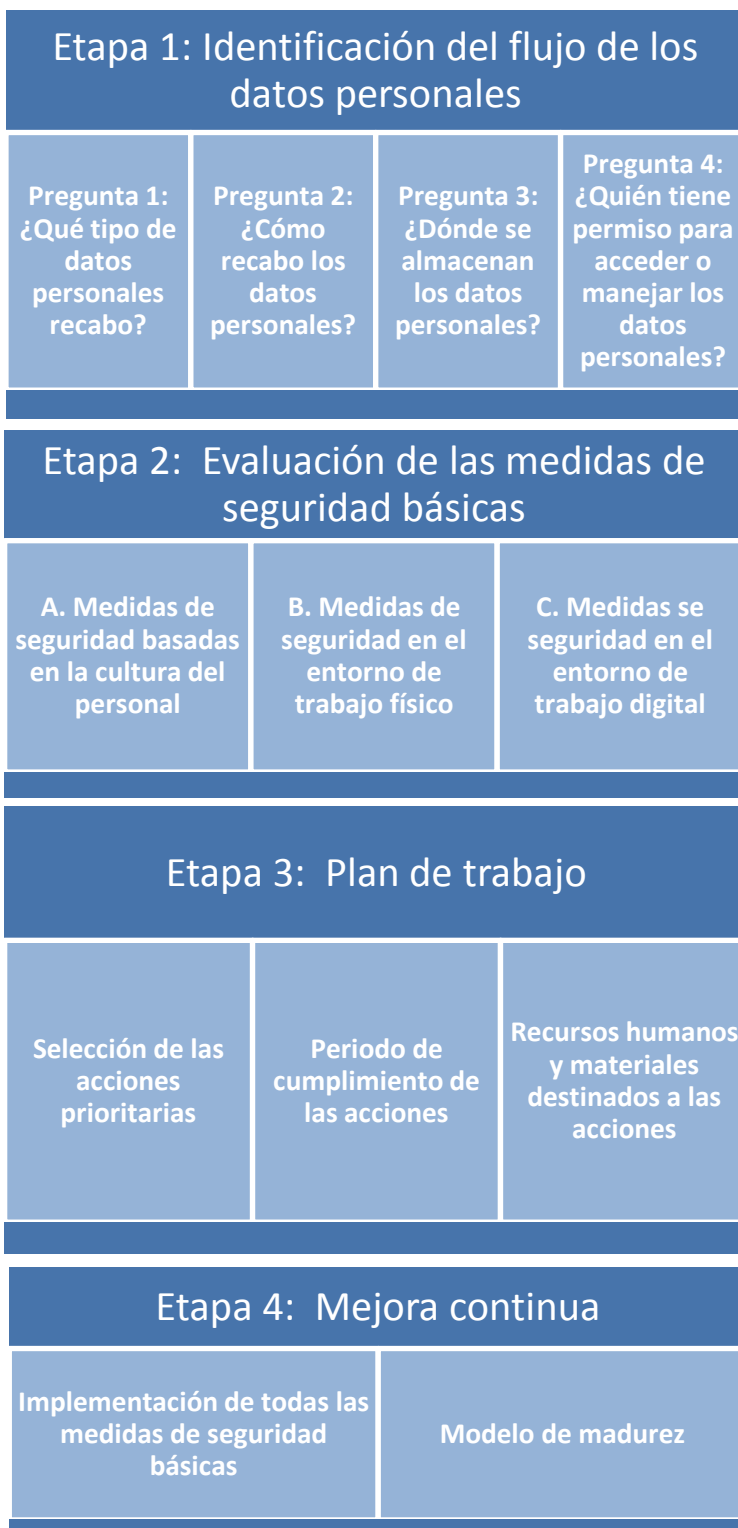 Etapa 1: Identificación del flujo de los
datos personales
Pregunta 1:
¿Qué tipo de
datos
personales
recabo?
Pregunta 2:
¿Cómo
recabo los
datos
personales?
Pregunta 3:
¿Dónde se
almacenan
los datos
personales?
Pregunta 4:
¿Quién tiene
permiso para
acceder o
manejar los
datos
personales?
Etapa 2: Evaluación de las medidas de
seguridad básicas
A. Medidas de
seguridad basadas
en la cultura del
personal
B. Medidas de
seguridad en el
entorno de
trabajo físico
C. Medidas se
seguridad en el
entorno de
trabajo digital
Etapa 3: Plan de trabajo
Selección de las
acciones
prioritarias
Periodo de
cumplimiento de
las acciones
Recursos humanos
y materiales
destinados a las
acciones
Etapa 4: Mejora continua
Implementación de todas las
medidas de seguridad
básicas
Modelo de madurez